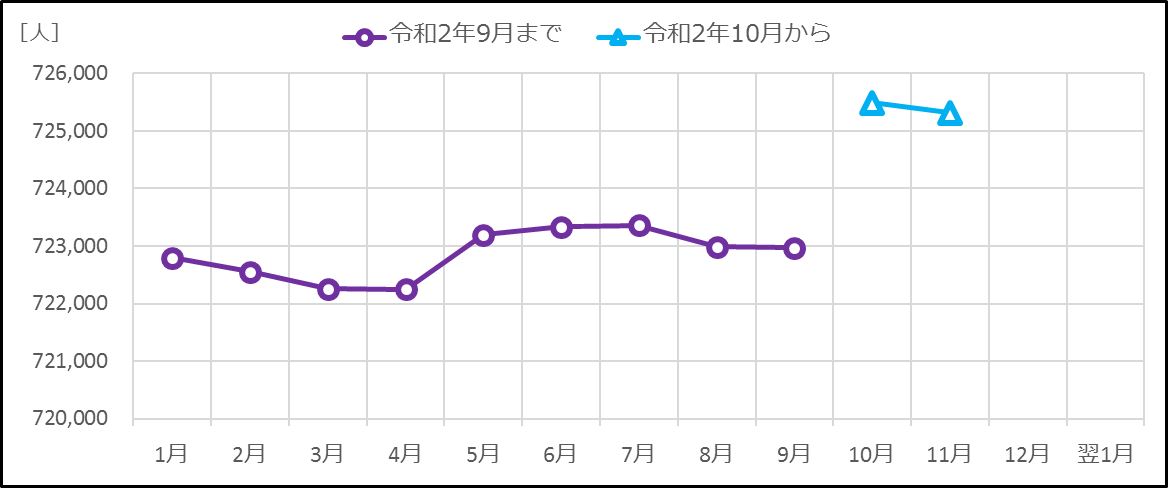 [人]
令和2年9月まで 令和2年10月から
726,000
725,000
724,000
723,000
722,000
721,000
720,000
1月 2月 3月 4月 5月 6月 7月 8月 9月 10月 11月 12月 翌1月